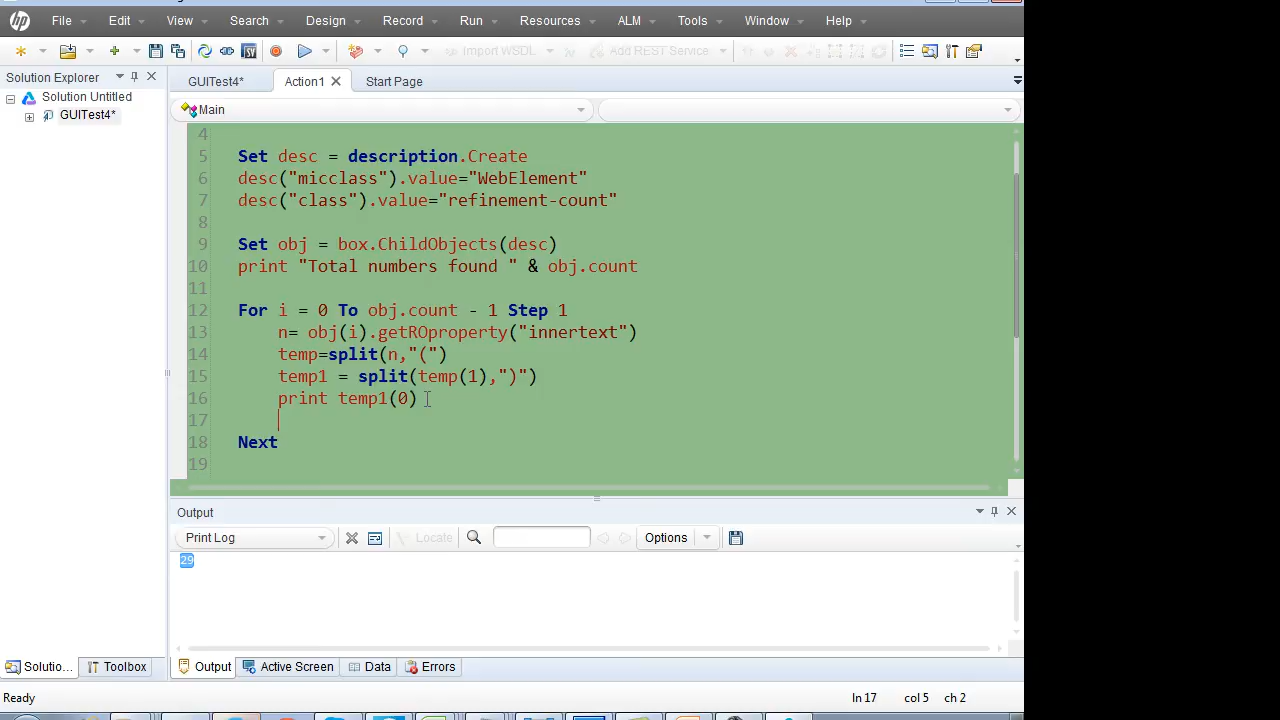 hp File Edit View Search Design Record Run Resources ALM Tools Window Help
SV Import WSDL Add REST Service
Solution Explorer GUITest4* Action1 Start Page
Solution Untitled
GUITest4*
Main
4
5 Set desc = description.Create
6 desc("micclass").value="WebElement"
7 desc("class").value="refinement-count"
8
9 Set obj = box.ChildObjects(desc)
10 print "Total numbers found " & obj.count
11
12 For i = 0 To obj.count - 1 Step 1
13 n= obj(i).getROproperty("innertext")
14 temp=split(n,"(")
15 temp1 = split(temp(1),")")
16 print temp1(0)
17
18 Next
19
Output
Print Log Locate Options
29
Solutio... Toolbox Output Active Screen Data Errors
Ready Ln 17 col 5 ch 2